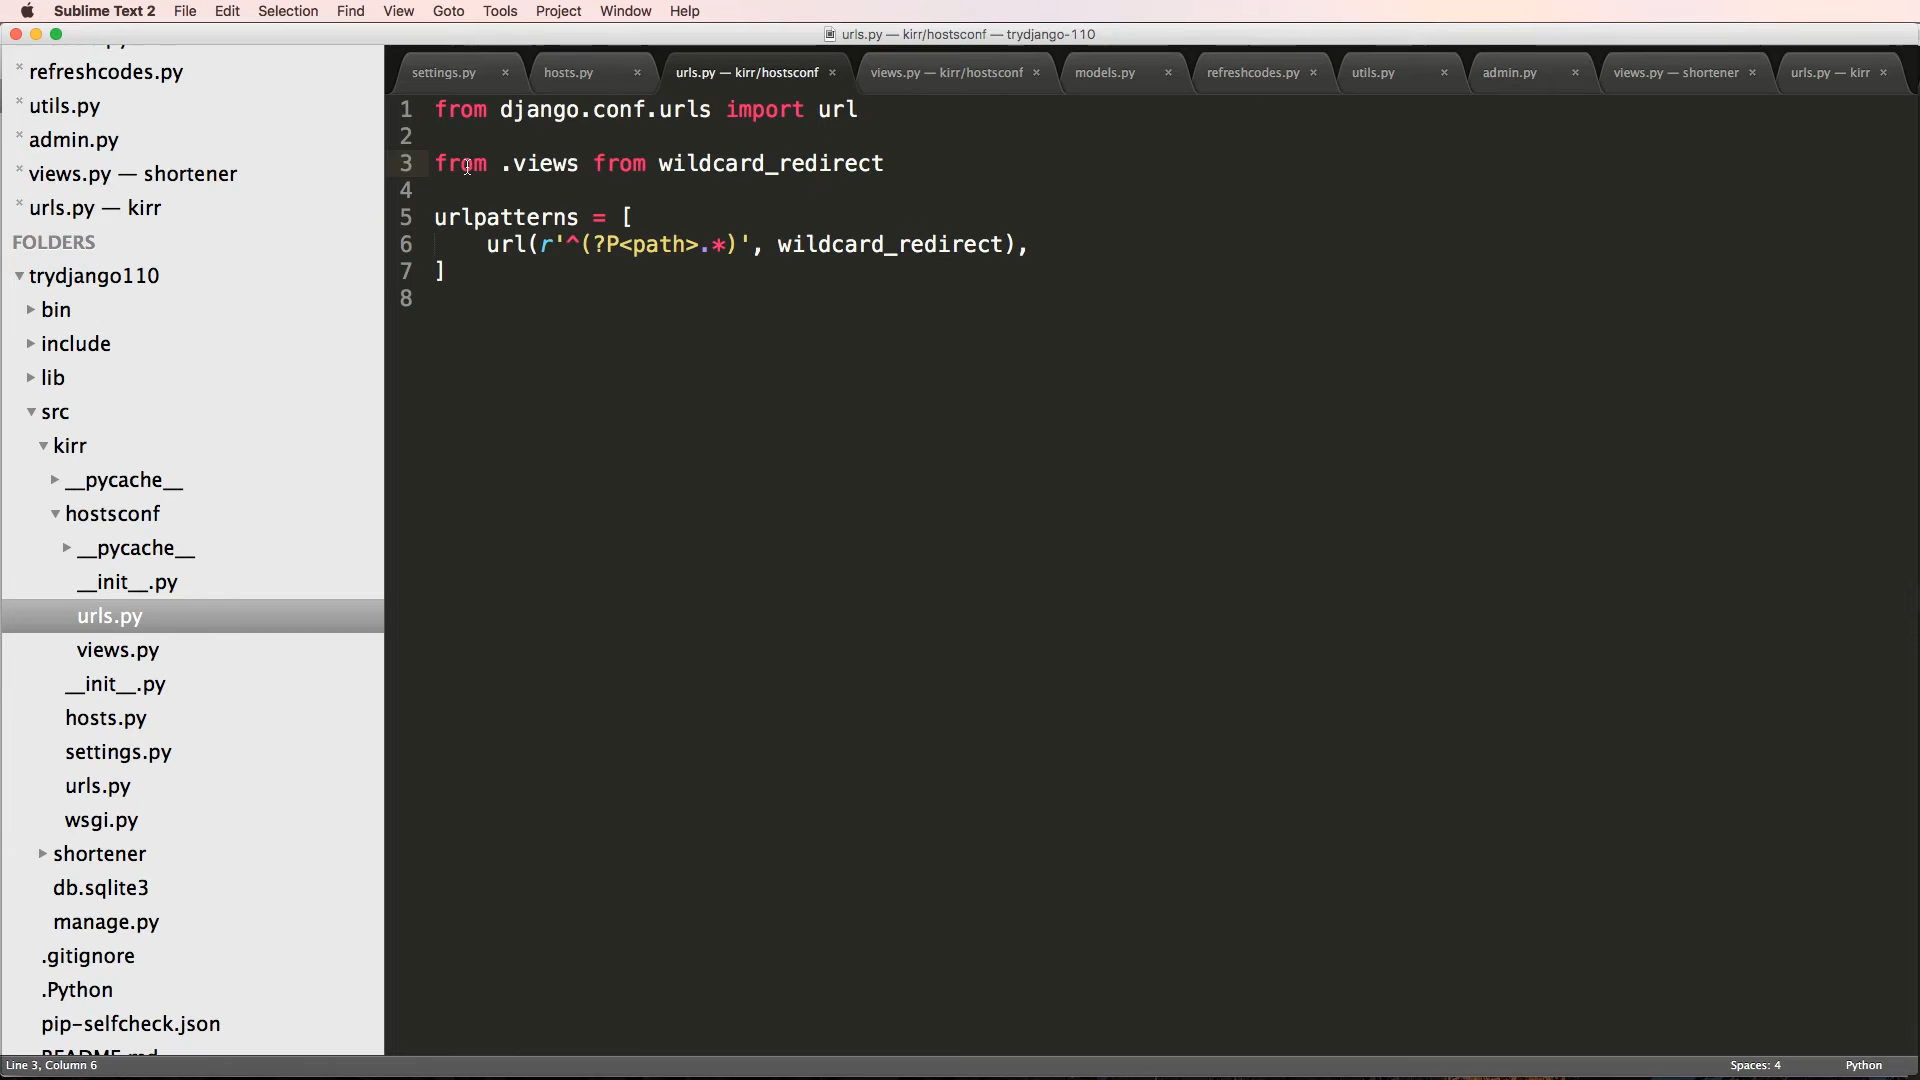 Sublime Text 2 File Edit Selection Find View Goto Tools Project Window Help
urls.py — kirr/hostsconf — trydjango-110
settings.py × hosts.py × urls.py — kirr/hostsconf × views.py — kirr/hostsconf × models.py × refreshcodes.py × utils.py × admin.py × views.py — shortener × urls.py — kirr ×
× refreshcodes.py
× utils.py
× admin.py
× views.py — shortener
× urls.py — kirr
FOLDERS
trydjango110
bin
include
lib
src
kirr
__pycache__
hostsconf
__pycache__
__init__.py
urls.py
views.py
__init__.py
hosts.py
settings.py
urls.py
wsgi.py
shortener
db.sqlite3
manage.py
.gitignore
.Python
pip-selfcheck.json
README.md
1 from django.conf.urls import url
2
3 from .views from wildcard_redirect
4
5 urlpatterns = [
6 url(r'^(?P<path>.*)', wildcard_redirect),
7 ]
8
Line 3, Column 6 Spaces: 4 Python